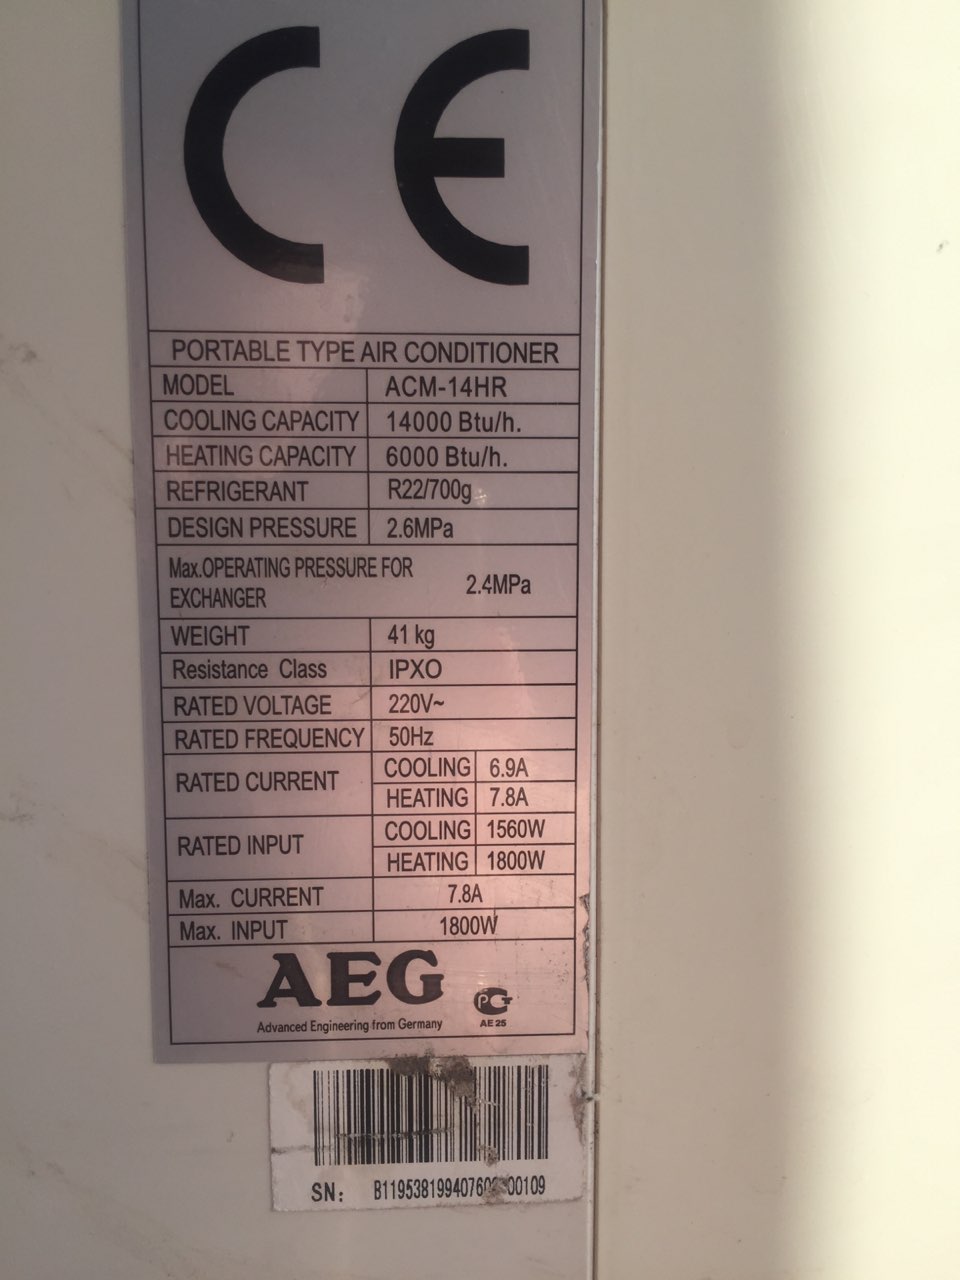 CE
PORTABLE TYPE AIR CONDITIONER
MODEL ACM-14HR
COOLING CAPACITY 14000 Btu/h.
HEATING CAPACITY 6000 Btu/h.
REFRIGERANT R22/700g
DESIGN PRESSURE 2.6MPa
Max.OPERATING PRESSURE FOR
EXCHANGER 2.4MPa
WEIGHT 41 kg
Resistance Class IPXO
RATED VOLTAGE 220V~
RATED FREQUENCY 50Hz
RATED CURRENT COOLING 6.9A
HEATING 7.8A
RATED INPUT COOLING 1560W
HEATING 1800W
Max. CURRENT 7.8A
Max. INPUT 1800W
AEG
Advanced Engineering from Germany
РСТ
AE 25
SN: